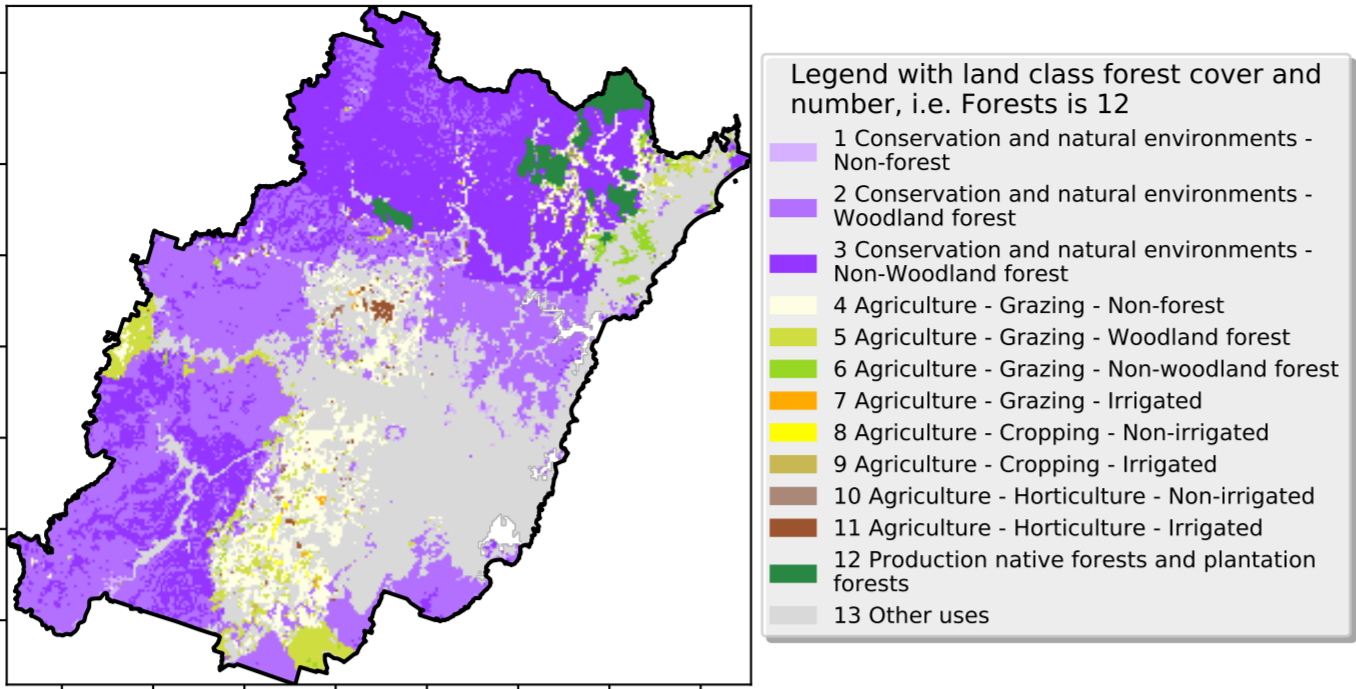 Legend with land class forest cover and
number, i.e. Forests is 12
1 Conservation and natural environments -
Non-forest
2 Conservation and natural environments -
Woodland forest
3 Conservation and natural environments -
Non-Woodland forest
4 Agriculture - Grazing - Non-forest
5 Agriculture - Grazing - Woodland forest
6 Agriculture - Grazing - Non-woodland forest
7 Agriculture - Grazing - Irrigated
8 Agriculture - Cropping - Non-irrigated
9 Agriculture - Cropping - Irrigated
10 Agriculture - Horticulture - Non-irrigated
11 Agriculture - Horticulture - Irrigated
12 Production native forests and plantation
forests
13 Other uses